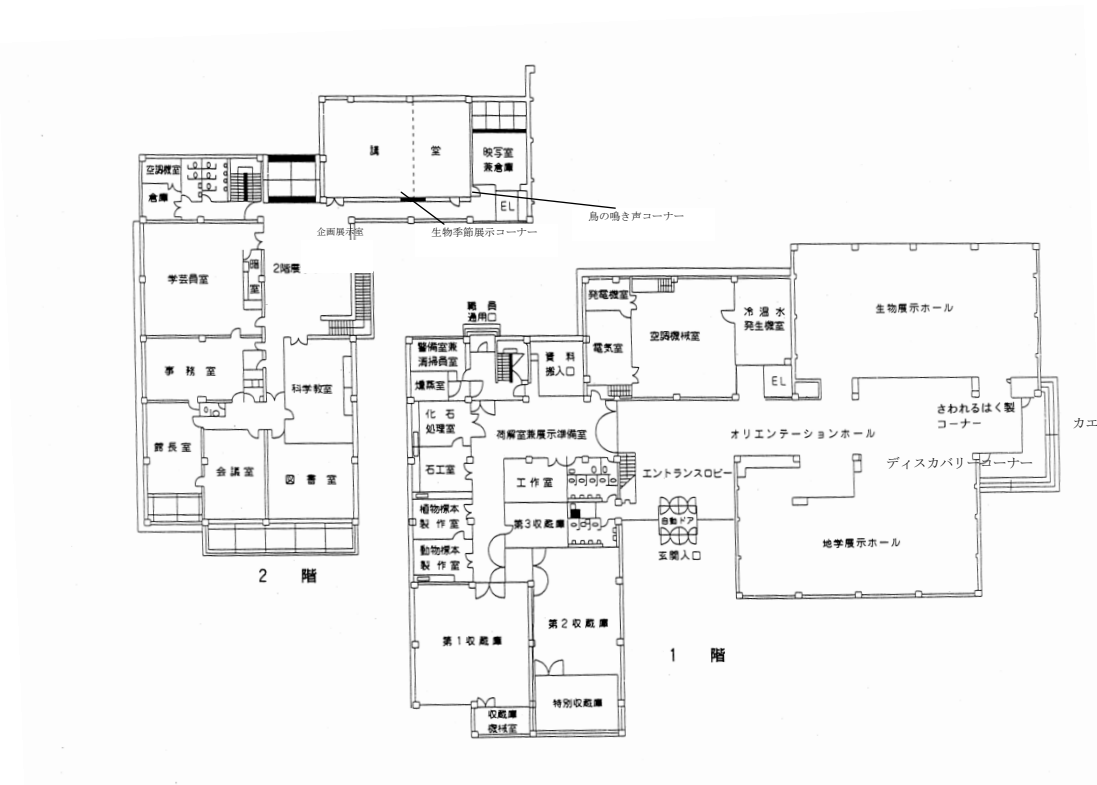 講　堂
映写室
兼倉庫
EL
空調機室
倉庫
鳥の鳴き声コーナー
企画展示室
生物季節展示コーナー
学芸員室
暗
室
2階展
事務室
科学教室
館長室
会議室
図書室
2　階
職員
通用口
警備室兼
清掃員室
燻蒸室
資料
搬入口
発電機室
電気室
空調機械室
冷温水
発生機室
EL
生物展示ホール
化石
処理室
荷解室兼展示準備室
オリエンテーションホール
さわれるはく製
コーナー
カエ
ディスカバリーコーナー
石工室
工作室
エントランスロビー
植物標本
製作室
第3収蔵庫
自動ドア
玄関入口
地学展示ホール
動物標本
製作室
第1収蔵庫
第2収蔵庫
特別収蔵庫
収蔵庫
機械室
1　階